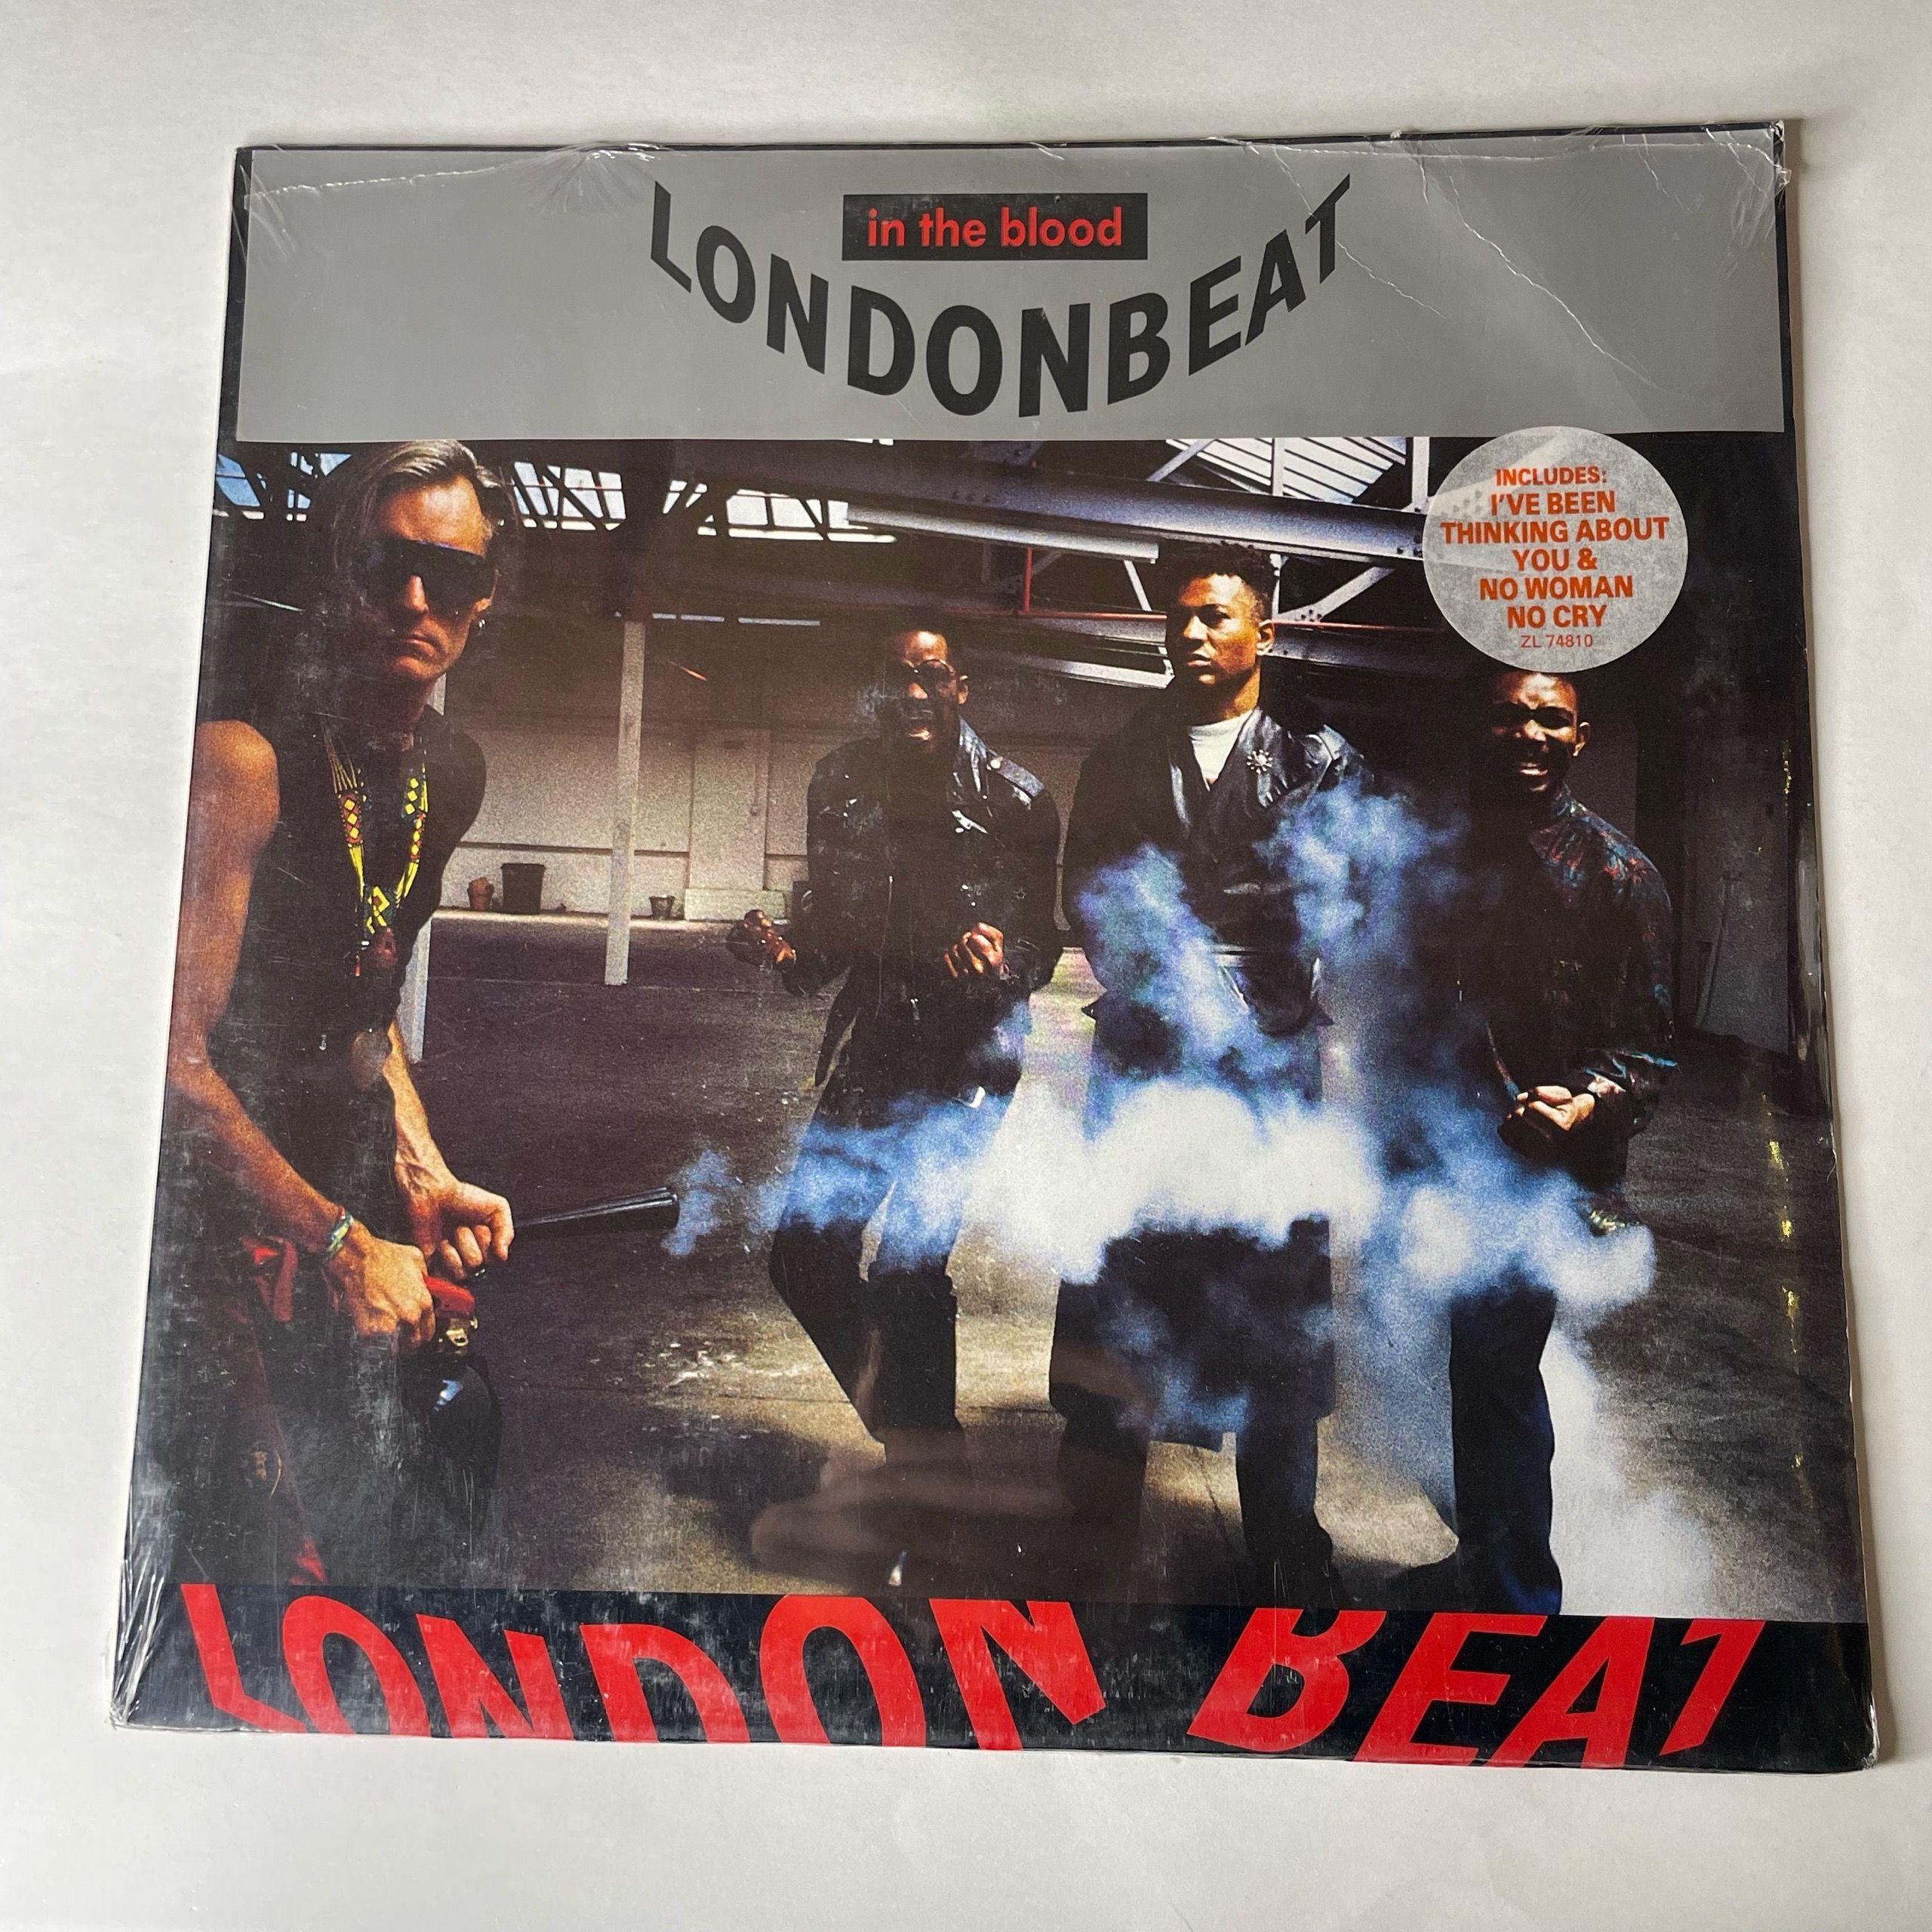 in the blood
LONDONBEAT
INCLUDES:
I'VE BEEN
THINKING ABOUT
YOU &
NO WOMAN
NO CRY
ZL 74810
LONDON BEAT